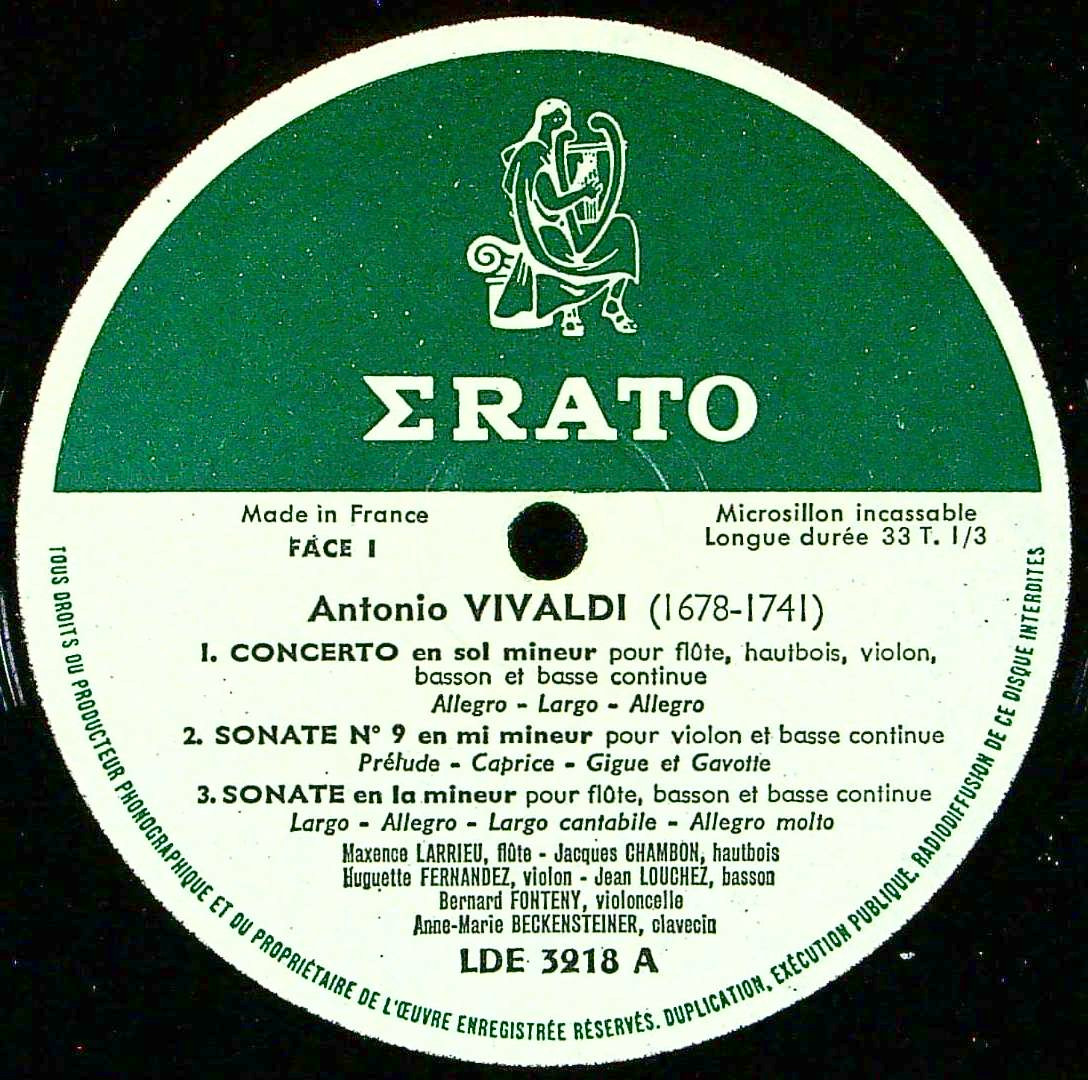 ΣRATO
Made in France
FACE 1
Microsillon incassable
Longue durée 33 T. 1/3
Antonio VIVALDI (1678-1741)
1. CONCERTO en sol mineur pour flûte, hautbois, violon,
basson et basse continue
Allegro - Largo - Allegro
2. SONATE N° 9 en mi mineur pour violon et basse continue
Prélude - Caprice - Gigue et Gavotte
3. SONATE en la mineur pour flûte, basson et basse continue
Largo - Allegro - Largo cantabile - Allegro molto
Maxence LARRIEU, flûte - Jacques CHAMBON, hautbois
Huguette FERNANDEZ, violon - Jean LOUCHEZ, basson
Bernard FONTENY, violoncelle
Anne-Marie BECKENSTEINER, clavecin
LDE 3218 A
TOUS DROITS DU PRODUCTEUR PHONOGRAPHIQUE ET DU PROPRIÉTAIRE DE L'ŒUVRE ENREGISTRÉE RÉSERVÉS. DUPLICATION, EXÉCUTION PUBLIQUE, RADIODIFFUSION DE CE DISQUE INTERDITES